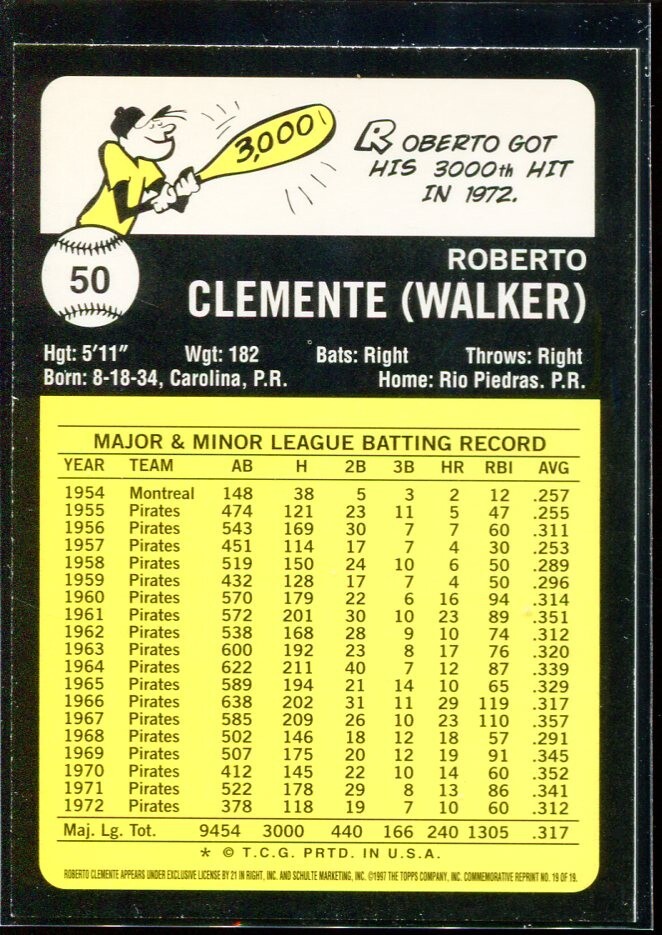 3,000
ROBERTO GOT
HIS 3000th HIT
IN 1972.
50
ROBERTO
CLEMENTE (WALKER)
Hgt: 5'11" Wgt: 182 Bats: Right Throws: Right
Born: 8-18-34, Carolina, P.R. Home: Rio Piedras. P.R.
MAJOR & MINOR LEAGUE BATTING RECORD
YEAR TEAM AB H 2B 3B HR RBI AVG
1954 Montreal 148 38 5 3 2 12 .257
1955 Pirates 474 121 23 11 5 47 .255
1956 Pirates 543 169 30 7 7 60 .311
1957 Pirates 451 114 17 7 4 30 .253
1958 Pirates 519 150 24 10 6 50 .289
1959 Pirates 432 128 17 7 4 50 .296
1960 Pirates 570 179 22 6 16 94 .314
1961 Pirates 572 201 30 10 23 89 .351
1962 Pirates 538 168 28 9 10 74 .312
1963 Pirates 600 192 23 8 17 76 .320
1964 Pirates 622 211 40 7 12 87 .339
1965 Pirates 589 194 21 14 10 65 .329
1966 Pirates 638 202 31 11 29 119 .317
1967 Pirates 585 209 26 10 23 110 .357
1968 Pirates 502 146 18 12 18 57 .291
1969 Pirates 507 175 20 12 19 91 .345
1970 Pirates 412 145 22 10 14 60 .352
1971 Pirates 522 178 29 8 13 86 .341
1972 Pirates 378 118 19 7 10 60 .312
Maj. Lg. Tot. 9454 3000 440 166 240 1305 .317
* © T.C.G. PRTD. IN U.S.A.
ROBERTO CLEMENTE APPEARS UNDER EXCLUSIVE LICENSE BY 21 IN RIGHT, INC. AND SCHULTE MARKETING, INC. ©1997 THE TOPPS COMPANY, INC. COMMEMORATIVE REPRINT NO. 19 OF 19.